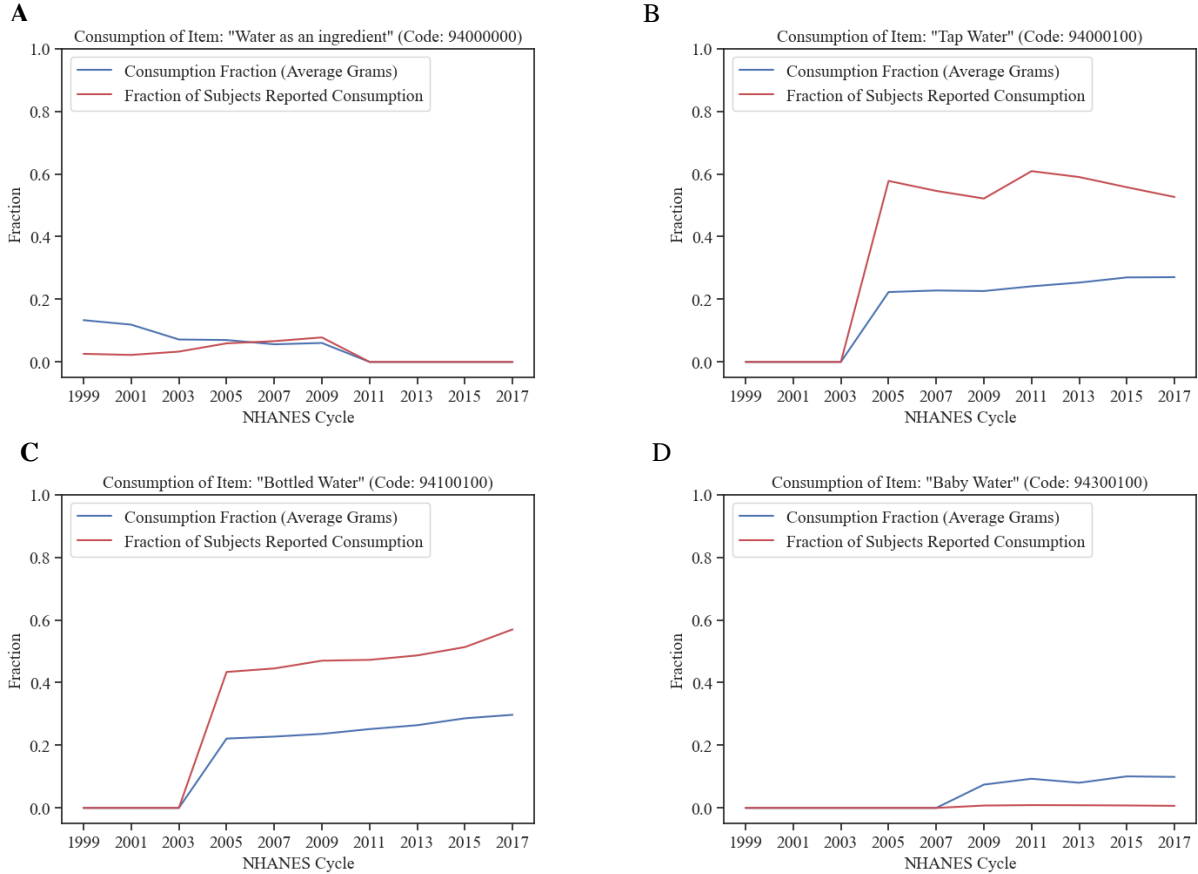 A
Consumption of Item: "Water as an ingredient" (Code: 94000000)
1.0
0.8
0.6
0.4
0.2
0.0
Fraction
Consumption Fraction (Average Grams)
Fraction of Subjects Reported Consumption
1999 2001 2003 2005 2007 2009 2011 2013 2015 2017
NHANES Cycle
B
Consumption of Item: "Tap Water" (Code: 94000100)
1.0
0.8
0.6
0.4
0.2
0.0
Fraction
Consumption Fraction (Average Grams)
Fraction of Subjects Reported Consumption
1999 2001 2003 2005 2007 2009 2011 2013 2015 2017
NHANES Cycle
C
Consumption of Item: "Bottled Water" (Code: 94100100)
1.0
0.8
0.6
0.4
0.2
0.0
Fraction
Consumption Fraction (Average Grams)
Fraction of Subjects Reported Consumption
1999 2001 2003 2005 2007 2009 2011 2013 2015 2017
NHANES Cycle
D
Consumption of Item: "Baby Water" (Code: 94300100)
1.0
0.8
0.6
0.4
0.2
0.0
Fraction
Consumption Fraction (Average Grams)
Fraction of Subjects Reported Consumption
1999 2001 2003 2005 2007 2009 2011 2013 2015 2017
NHANES Cycle